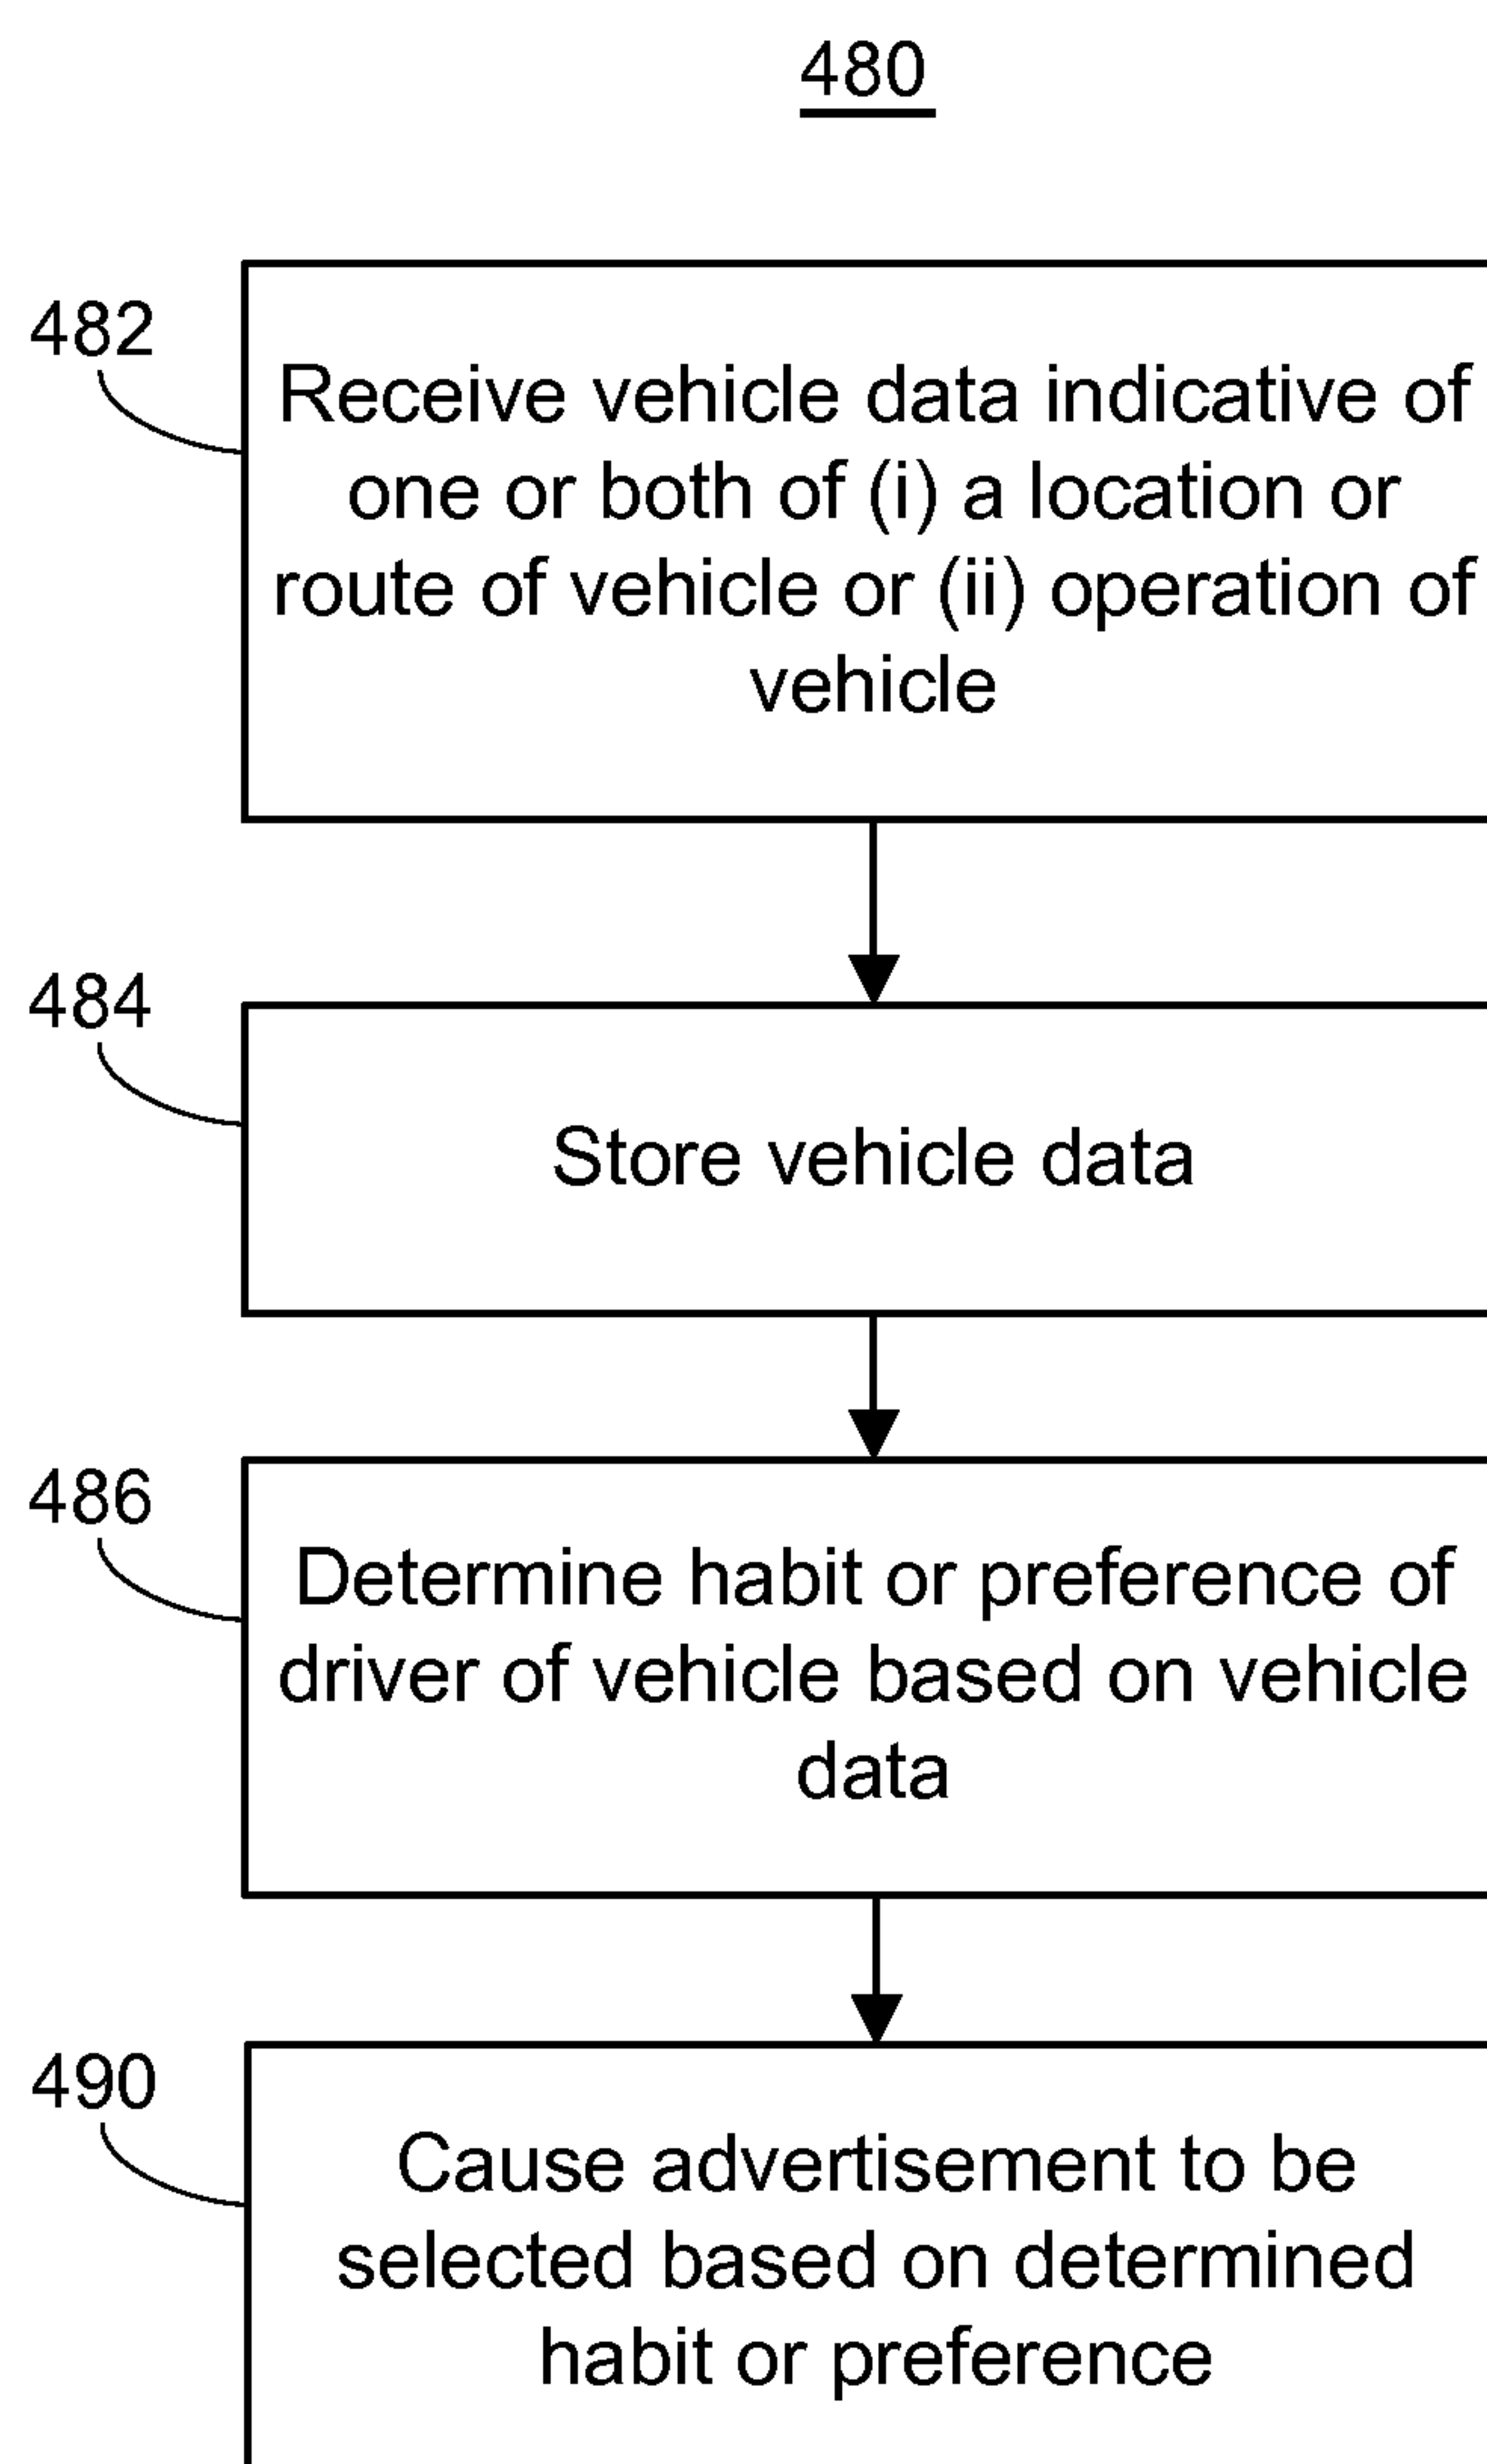 480
482
Receive vehicle data indicative of
one or both of (i) a location or
route of vehicle or (ii) operation of
vehicle
484
Store vehicle data
486
Determine habit or preference of
driver of vehicle based on vehicle
data
490
Cause advertisement to be
selected based on determined
habit or preference